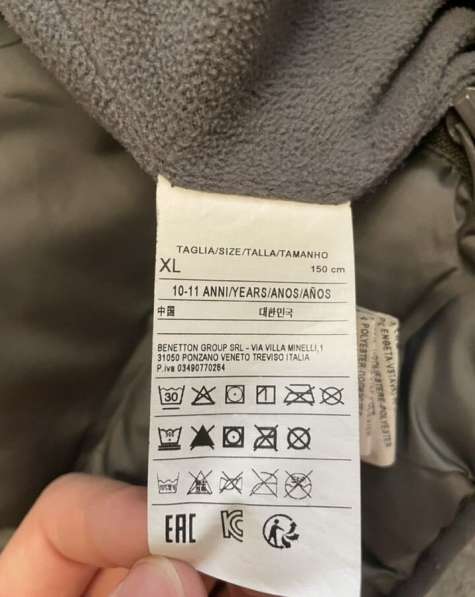 TAGLIA/SIZE/TALLA/TAMANHO
XL 150 cm
10-11 ANNI/YEARS/ANOS/AÑOS
中国 대한민국
BENETTON GROUP SRL - VIA VILLA MINELLI,1
31050 PONZANO VENETO TREVISO ITALIA
P.iva 03490770264
30
EAC KC
POLYESTER